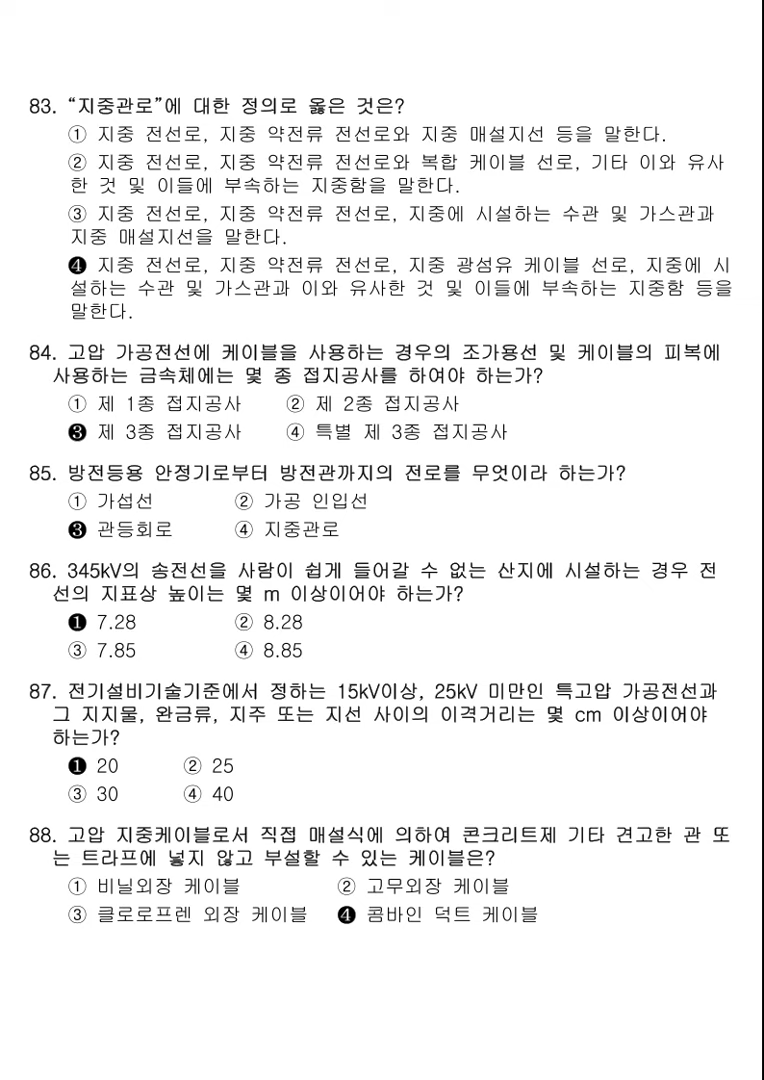 83. “지중관로”에 대한 정의로 옳은 것은?
① 지중 전선로, 지중 약전류 전선로와 지중 매설지선 등을 말한다.
② 지중 전선로, 지중 약전류 전선로와 복합 케이블 선로, 기타 이와 유사
한 것 및 이들에 부속하는 지중함을 말한다.
③ 지중 전선로, 지중 약전류 전선로, 지중에 시설하는 수관 및 가스관과
지중 매설지선을 말한다.
❹ 지중 전선로, 지중 약전류 전선로, 지중 광섬유 케이블 선로, 지중에 시
설하는 수관 및 가스관과 이와 유사한 것 및 이들에 부속하는 지중함 등을
말한다.
84. 고압 가공전선에 케이블을 사용하는 경우의 조가용선 및 케이블의 피복에
사용하는 금속체에는 몇 종 접지공사를 하여야 하는가?
① 제 1종 접지공사 ② 제 2종 접지공사
❸ 제 3종 접지공사 ④ 특별 제 3종 접지공사
85. 방전등용 안정기로부터 방전관까지의 전로를 무엇이라 하는가?
① 가섭선 ② 가공 인입선
❸ 관등회로 ④ 지중관로
86. 345kV의 송전선을 사람이 쉽게 들어갈 수 없는 산지에 시설하는 경우 전
선의 지표상 높이는 몇 m 이상이어야 하는가?
❶ 7.28 ② 8.28
③ 7.85 ④ 8.85
87. 전기설비기술기준에서 정하는 15kV이상, 25kV 미만인 특고압 가공전선과
그 지지물, 완금류, 지주 또는 지선 사이의 이격거리는 몇 cm 이상이어야
하는가?
❶ 20 ② 25
③ 30 ④ 40
88. 고압 지중케이블로서 직접 매설식에 의하여 콘크리트제 기타 견고한 관 또
는 트라프에 넣지 않고 부설할 수 있는 케이블은?
① 비닐외장 케이블 ② 고무외장 케이블
③ 클로로프렌 외장 케이블 ❹ 콤바인 덕트 케이블